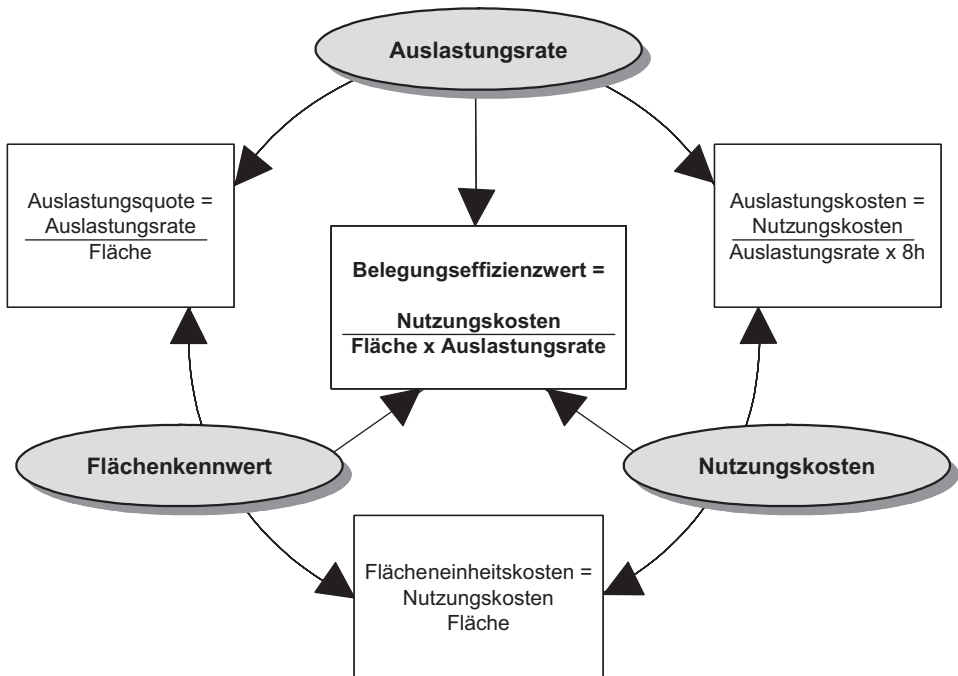 Auslastungsrate
Auslastungsquote =
Auslastungsrate
Fläche
Auslastungskosten =
Nutzungskosten
Auslastungsrate x 8h
Belegungseffizienzwert =
Nutzungskosten
Fläche x Auslastungsrate
Flächenkennwert
Nutzungskosten
Flächeneinheitskosten =
Nutzungskosten
Fläche